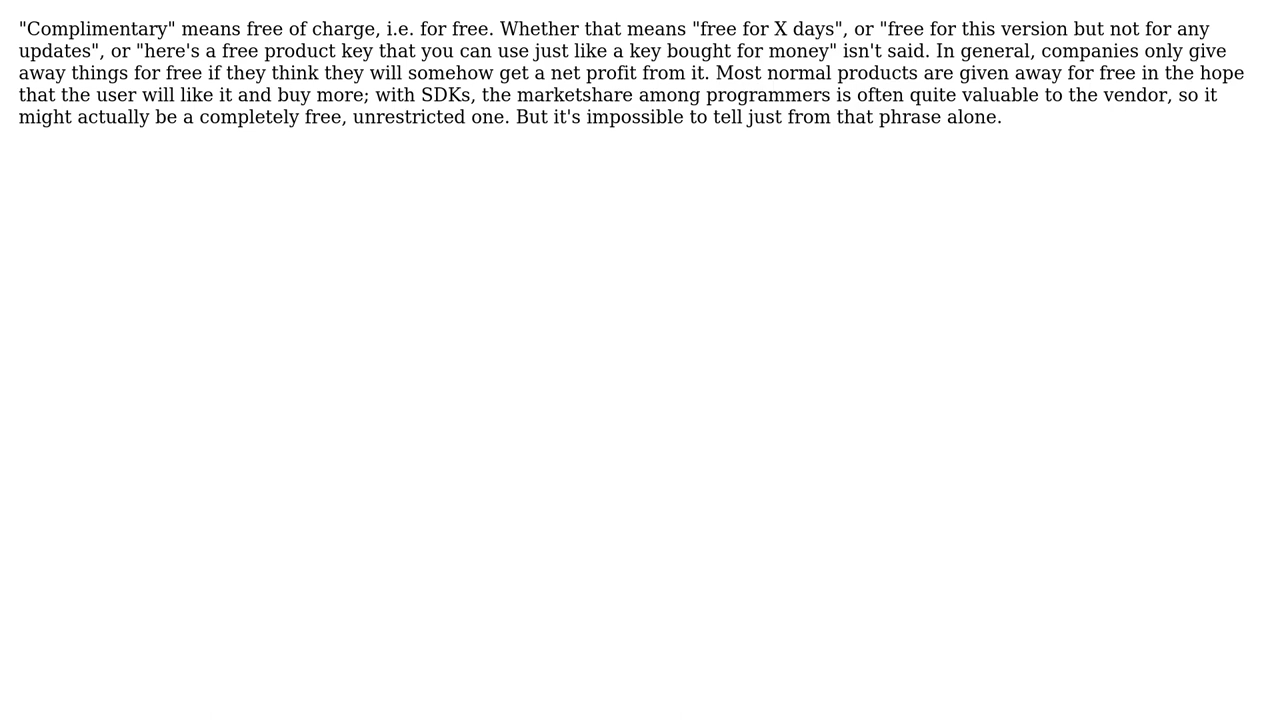 "Complimentary" means free of charge, i.e. for free. Whether that means "free for X days", or "free for this version but not for any
updates", or "here's a free product key that you can use just like a key bought for money" isn't said. In general, companies only give
away things for free if they think they will somehow get a net profit from it. Most normal products are given away for free in the hope
that the user will like it and buy more; with SDKs, the marketshare among programmers is often quite valuable to the vendor, so it
might actually be a completely free, unrestricted one. But it's impossible to tell just from that phrase alone.